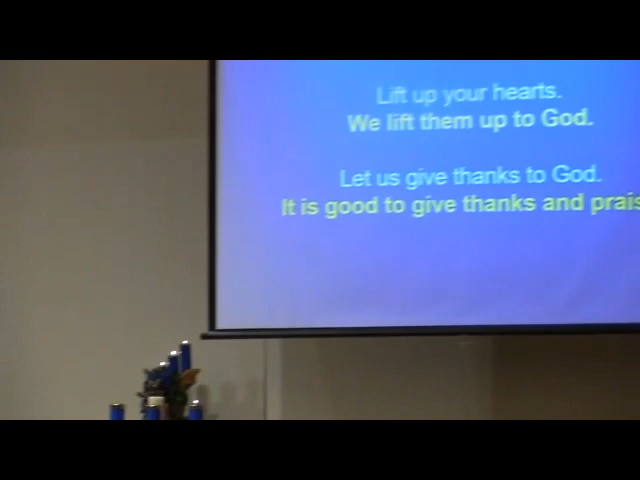 Lift up your hearts.
We lift them up to God.
Let us give thanks to God.
It is good to give thanks and